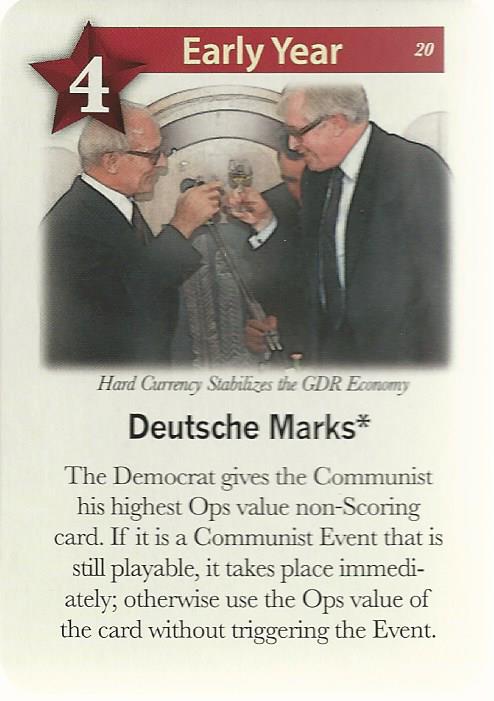 4
Early Year
20
Hard Currency Stabilizes the GDR Economy
Deutsche Marks*
The Democrat gives the Communist
his highest Ops value non-Scoring
card. If it is a Communist Event that is
still playable, it takes place immedi-
ately; otherwise use the Ops value of
the card without triggering the Event.